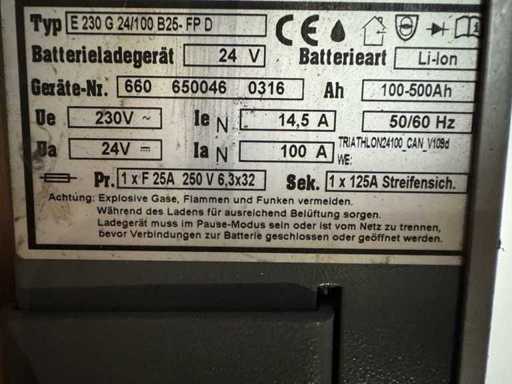 Typ E 230 G 24/100 B25- FP D
Batterieladegerät 24 V Batterieart Li-Ion
Geräte-Nr. 660 650046 0316 Ah 100-500Ah
Ue 230V ~ Ie N 14,5 A 50/60 Hz
Ua 24V ⎓ Ia N 100 A TRIATHLON24100_CAN_V109d
WE:
Pr. 1 x F 25A 250 V 6,3x32 Sek. 1 x 125A Streifensich.
Achtung: Explosive Gase, Flammen und Funken vermeiden.
Während des Ladens für ausreichende Belüftung sorgen.
Ladegerät muss im Pause-Modus sein oder ist vom Netz zu trennen,
bevor Verbindungen zur Batterie geschlossen oder geöffnet werden.